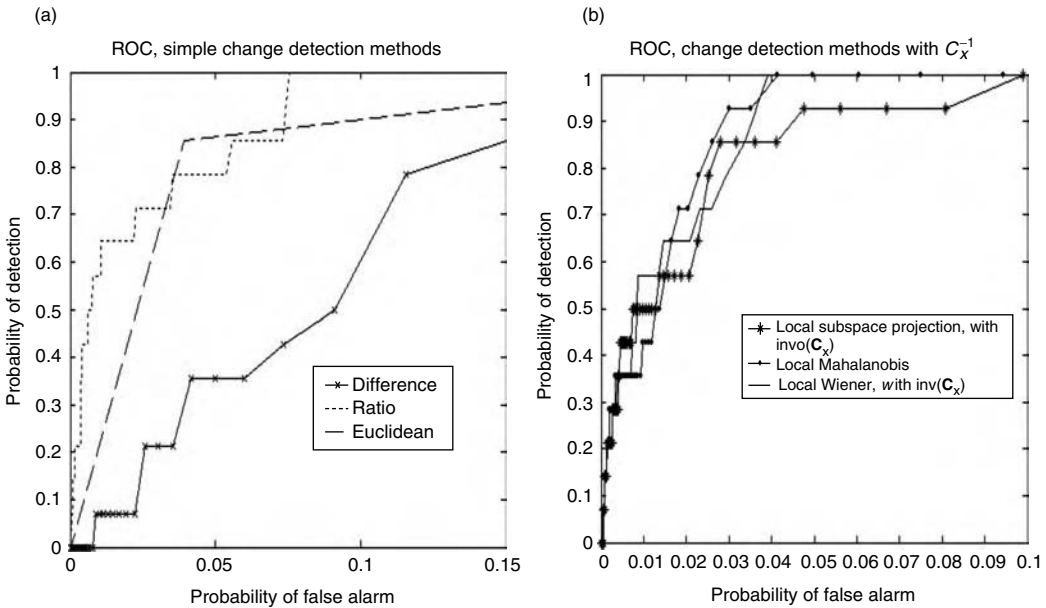 (a)
ROC, simple change detection methods
1
0.9
0.8
0.7
0.6
0.5
0.4
0.3
0.2
0.1
0
Probability of detection
Difference
Ratio
Euclidean
0
0.05
0.1
0.15
Probability of false alarm
(b)
ROC, change detection methods with C_x^{-1}
1
0.9
0.8
0.7
0.6
0.5
0.4
0.3
0.2
0.1
0
Probability of detection
Local subspace projection, with
invo(C_x)
Local Mahalanobis
Local Wiener, with inv(C_x)
0 0.01 0.02 0.03 0.04 0.05 0.06 0.07 0.08 0.09 0.1
Probability of false alarm